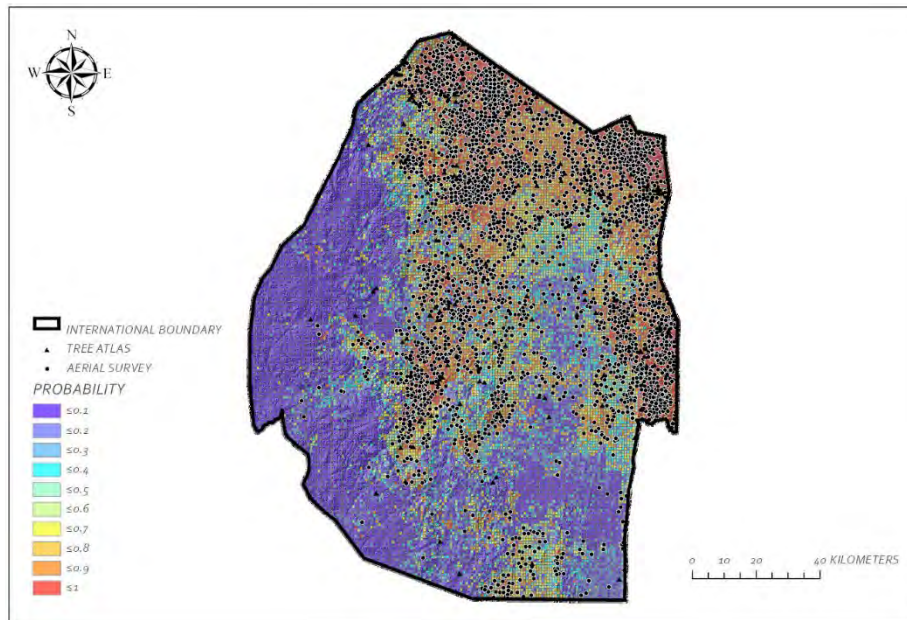 N
W E
S
INTERNATIONAL BOUNDARY
TREE ATLAS
AERIAL SURVEY
PROBABILITY
≤0.1
≤0.2
≤0.3
≤0.4
≤0.5
≤0.6
≤0.7
≤0.8
≤0.9
≤1
0 10 20 40 KILOMETERS